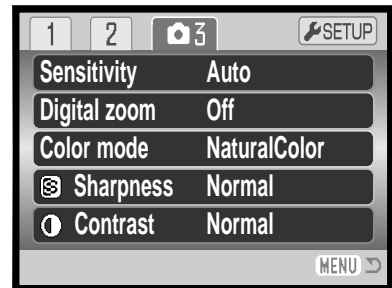 1 2 3 SETUP
Sensitivity Auto
Digital zoom Off
Color mode NaturalColor
Sharpness Normal
Contrast Normal
MENU